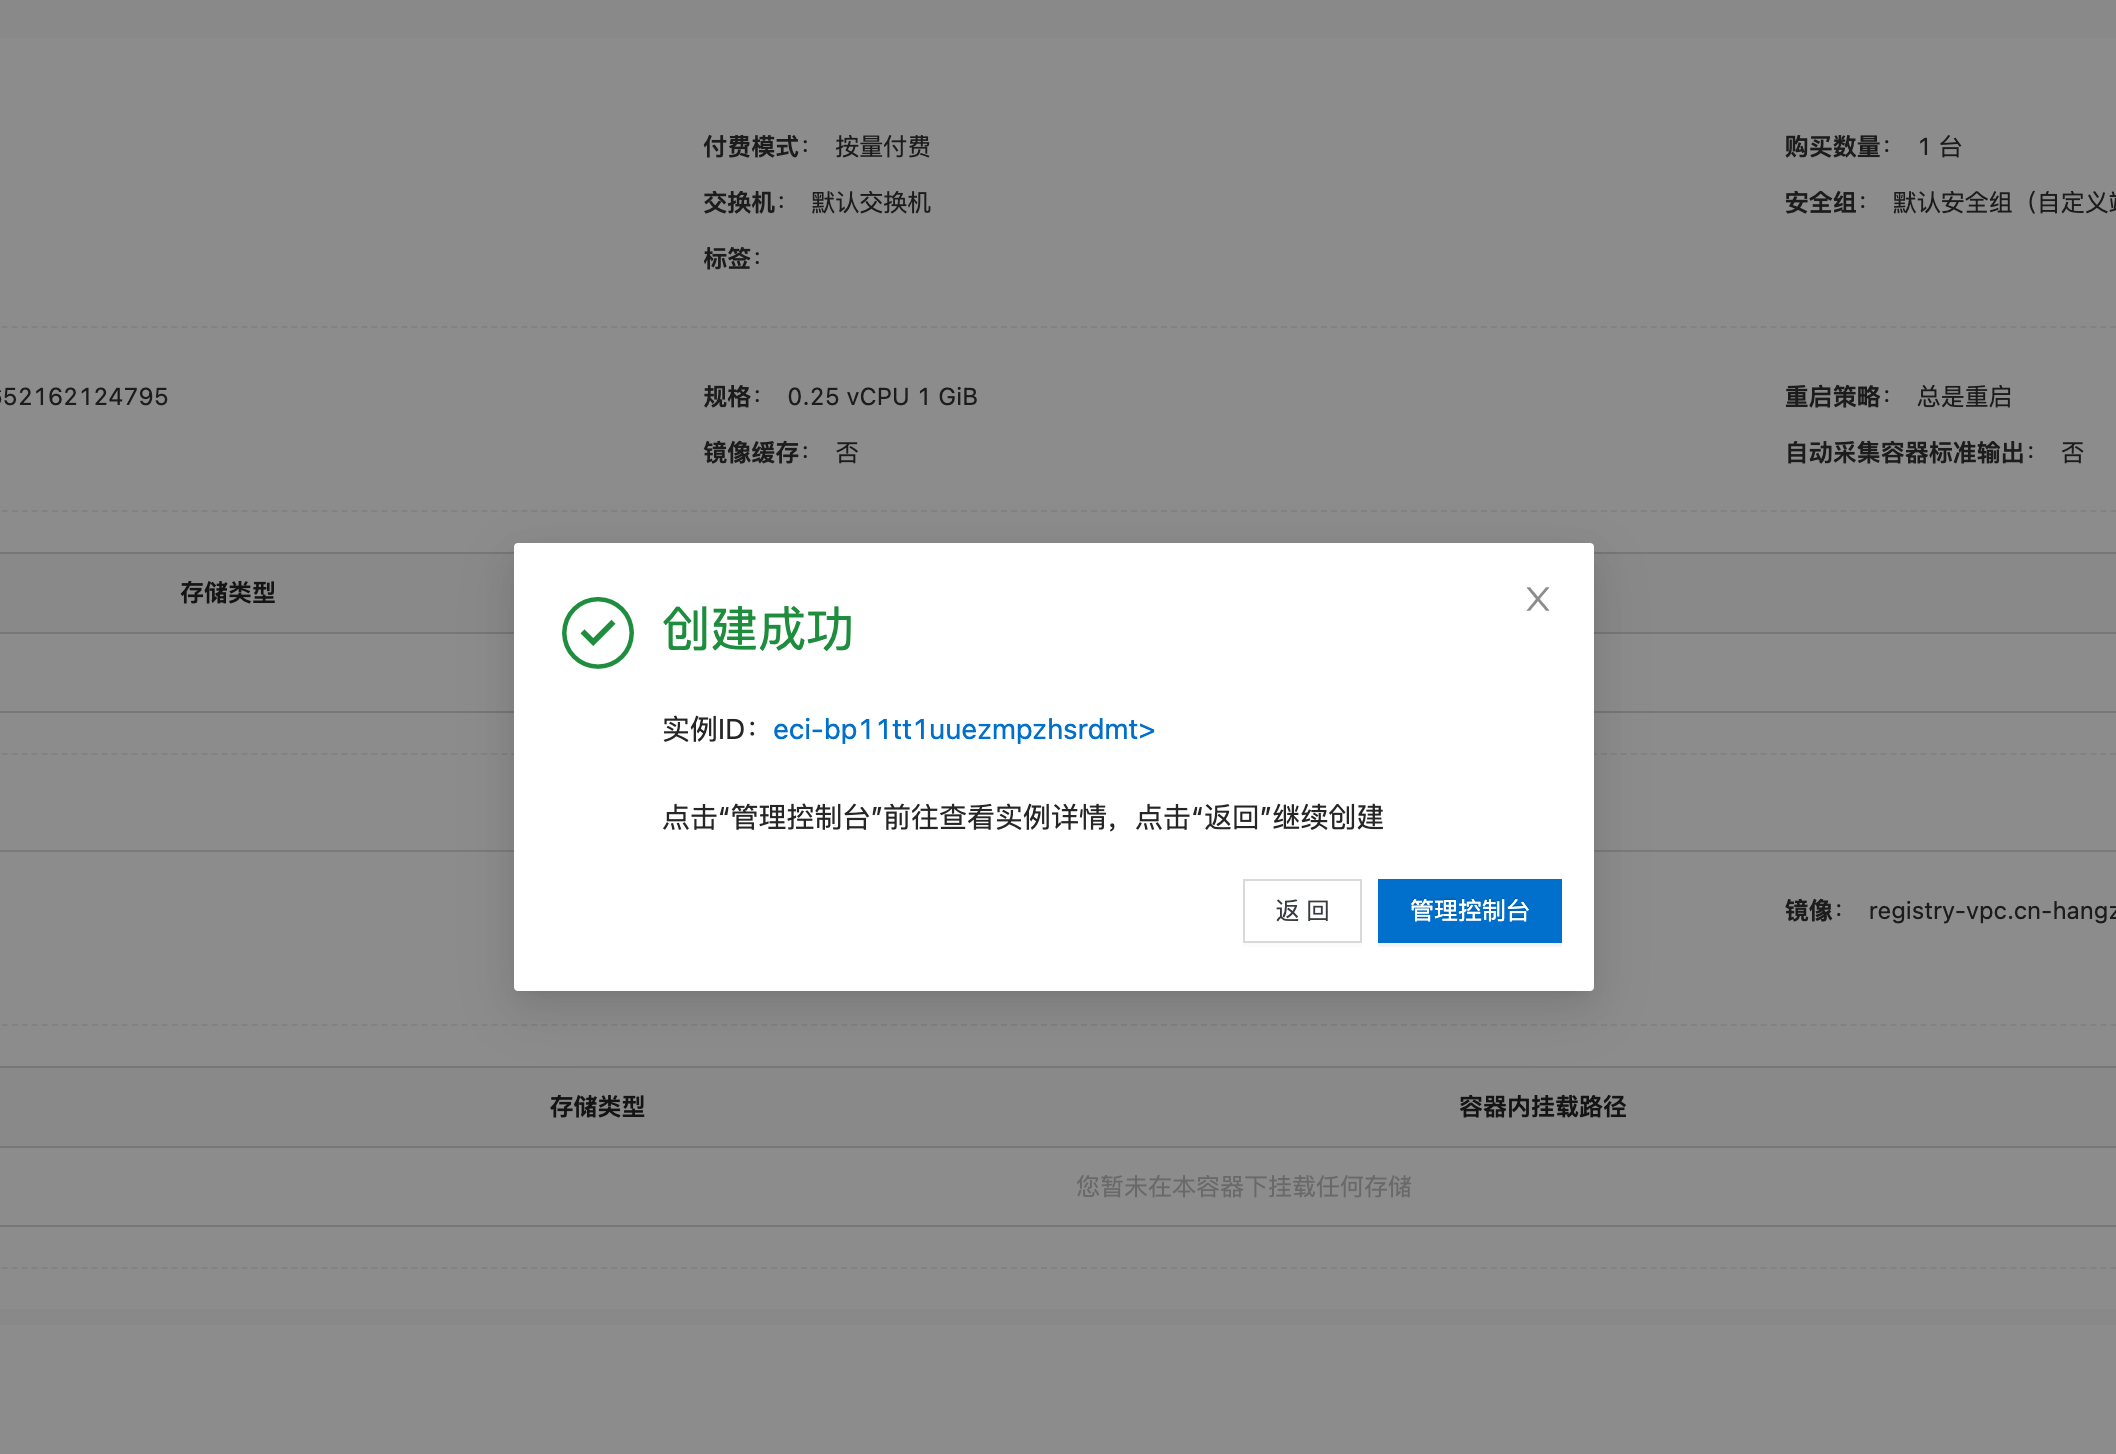 付费模式： 按量付费
购买数量： 1 台
交换机： 默认交换机
安全组： 默认安全组（自定义
标签：
52162124795
规格： 0.25 vCPU 1 GiB
重启策略： 总是重启
镜像缓存： 否
自动采集容器标准输出： 否
存储类型
创建成功
实例ID：eci-bp11tt1uuezmpzhsrdmt>
点击“管理控制台”前往查看实例详情，点击“返回”继续创建
返 回
管理控制台
镜像： registry-vpc.cn-hang
存储类型
容器内挂载路径
您暂未在本容器下挂载任何存储